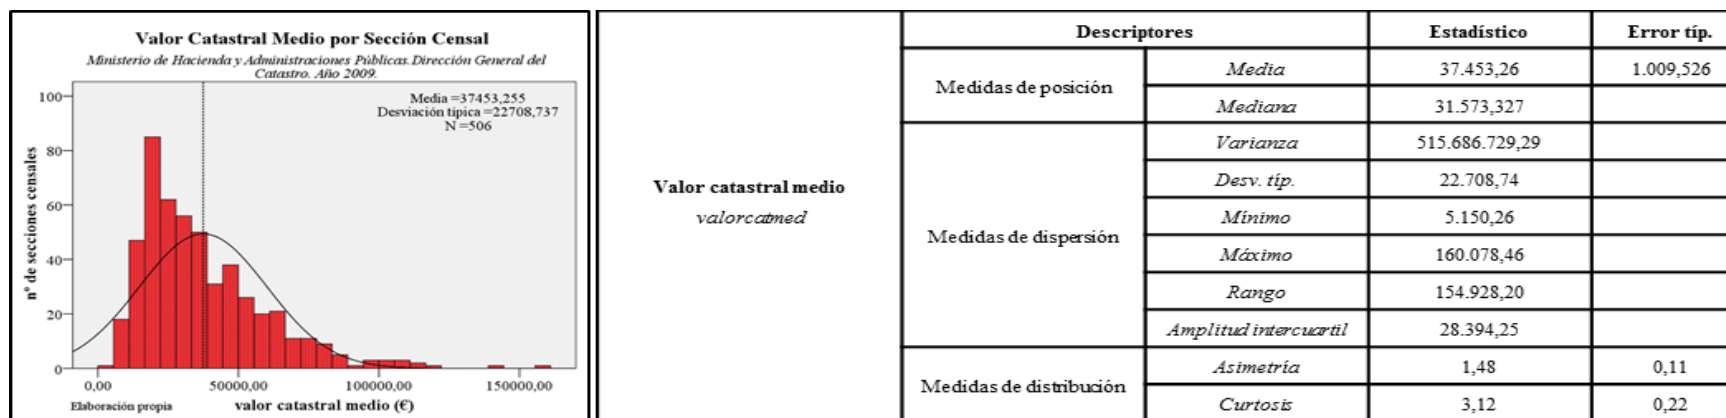 Valor Catastral Medio por Sección Censal
Ministerio de Hacienda y Administraciones Públicas. Dirección General del
Catastro. Año 2009.
Media =37453,255
Desviación típica =22708,737
N =506
nº de secciones censales
100
80
60
40
20
0
0,00 50000,00 100000,00 150000,00
Elaboración propia
valor catastral medio (€)
Valor catastral medio
valorcatmed
Descriptores Estadístico Error típ.
Medidas de posición
Media 37.453,26 1.009,526
Mediana 31.573,327
Medidas de dispersión
Varianza 515.686.729,29
Desv. típ. 22.708,74
Mínimo 5.150,26
Máximo 160.078,46
Rango 154.928,20
Amplitud intercuartil 28.394,25
Medidas de distribución
Asimetría 1,48 0,11
Curtosis 3,12 0,22